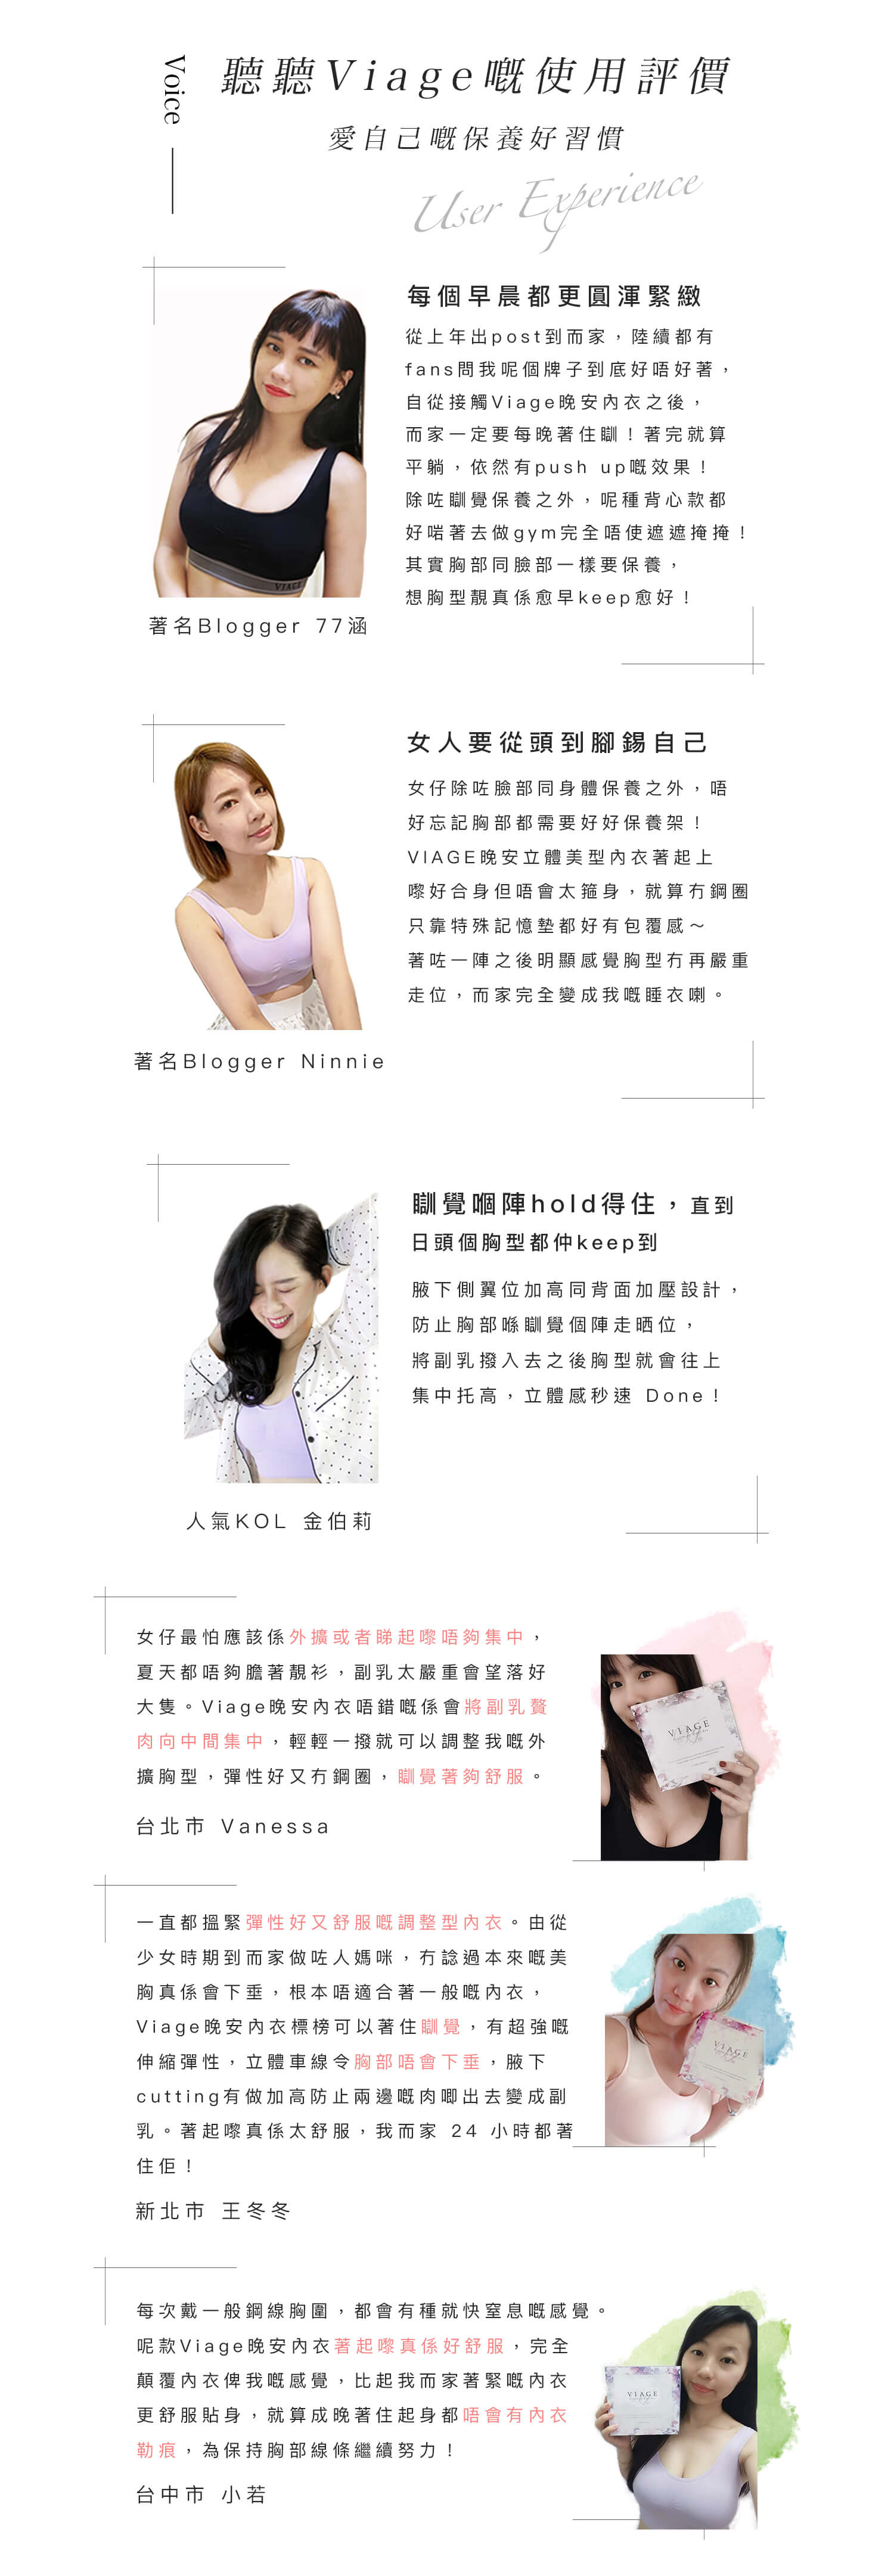 Voice
聽聽Viage嘅使用評價
愛自己嘅保養好習慣
User Experience
每個早晨都更圓渾緊緻
從上年出post到而家，陸續都有
fans問我呢個牌子到底好唔好著，
自從接觸Viage晚安內衣之後，
而家一定要每晚著住瞓！著完就算
平躺，依然有push up嘅效果！
除咗瞓覺保養之外，呢種背心款都
好啱著去做gym完全唔使遮遮掩掩！
其實胸部同臉部一樣要保養，
想胸型靚真係愈早keep愈好！
VIAGE
著名Blogger 77涵
女人要從頭到腳錫自己
女仔除咗臉部同身體保養之外，唔
好忘記胸部都需要好好保養架！
VIAGE晚安立體美型內衣著起上
嚟好合身但唔會太箍身，就算冇鋼圈
只靠特殊記憶墊都好有包覆感～
著咗一陣之後明顯感覺胸型冇再嚴重
走位，而家完全變成我嘅睡衣喇。
著名Blogger Ninnie
瞓覺嗰陣hold得住，直到
日頭個胸型都仲keep到
腋下側翼位加高同背面加壓設計，
防止胸部喺瞓覺個陣走晒位，
將副乳撥入去之後胸型就會往上
集中托高，立體感秒速 Done！
人氣KOL 金伯莉
女仔最怕應該係外擴或者睇起嚟唔夠集中，
夏天都唔夠膽著靚衫，副乳太嚴重會望落好
大隻。Viage晚安內衣唔錯嘅係會將副乳贅
肉向中間集中，輕輕一撥就可以調整我嘅外
擴胸型，彈性好又冇鋼圈，瞓覺著夠舒服。
台北市 Vanessa
VIAGE
一直都搵緊彈性好又舒服嘅調整型內衣。由從
少女時期到而家做咗人媽咪，冇諗過本來嘅美
胸真係會下垂，根本唔適合著一般嘅內衣，
Viage晚安內衣標榜可以著住瞓覺，有超強嘅
伸縮彈性，立體車線令胸部唔會下垂，腋下
cutting有做加高防止兩邊嘅肉唧出去變成副
乳。著起嚟真係太舒服，我而家 24 小時都著
住佢！
新北市 王冬冬
VIAGE
每次戴一般鋼線胸圍，都會有種就快窒息嘅感覺。
呢款Viage晚安內衣著起嚟真係好舒服，完全
顛覆內衣俾我嘅感覺，比起我而家著緊嘅內衣
更舒服貼身，就算成晚著住起身都唔會有內衣
勒痕，為保持胸部線條繼續努力！
台中市 小若
VIAGE